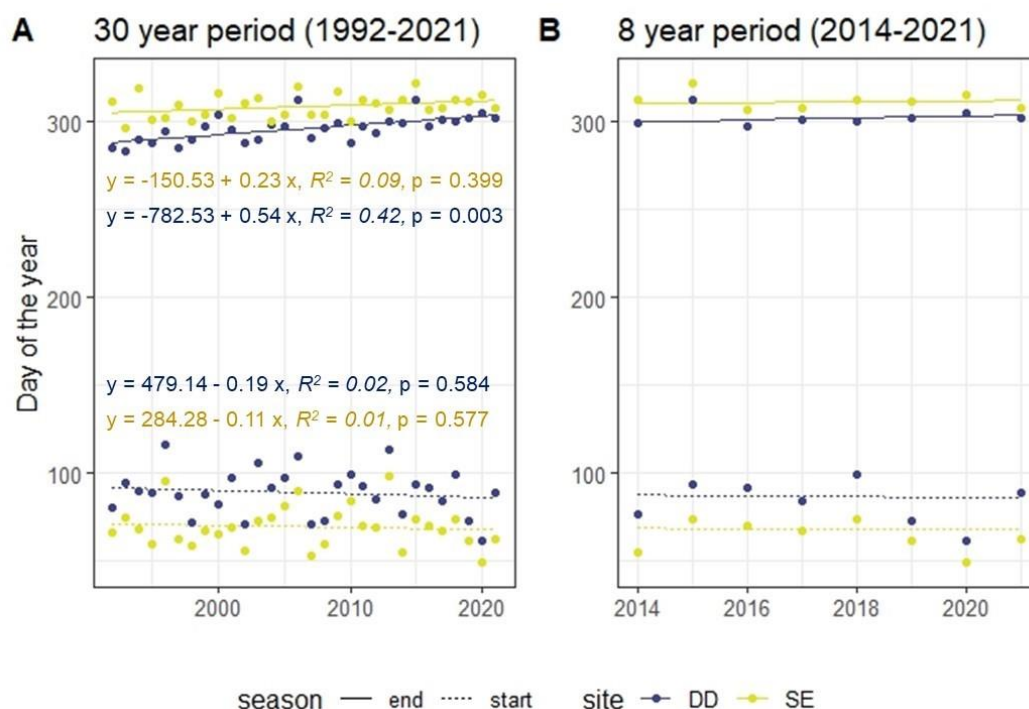 A 30 year period (1992-2021)
B 8 year period (2014-2021)
Day of the year
300
200
100
y = -150.53 + 0.23 x, R² = 0.09, p = 0.399
y = -782.53 + 0.54 x, R² = 0.42, p = 0.003
y = 479.14 - 0.19 x, R² = 0.02, p = 0.584
y = 284.28 - 0.11 x, R² = 0.01, p = 0.577
2000 2010 2020
300
200
100
2014 2016 2018 2020
season end start site DD SE